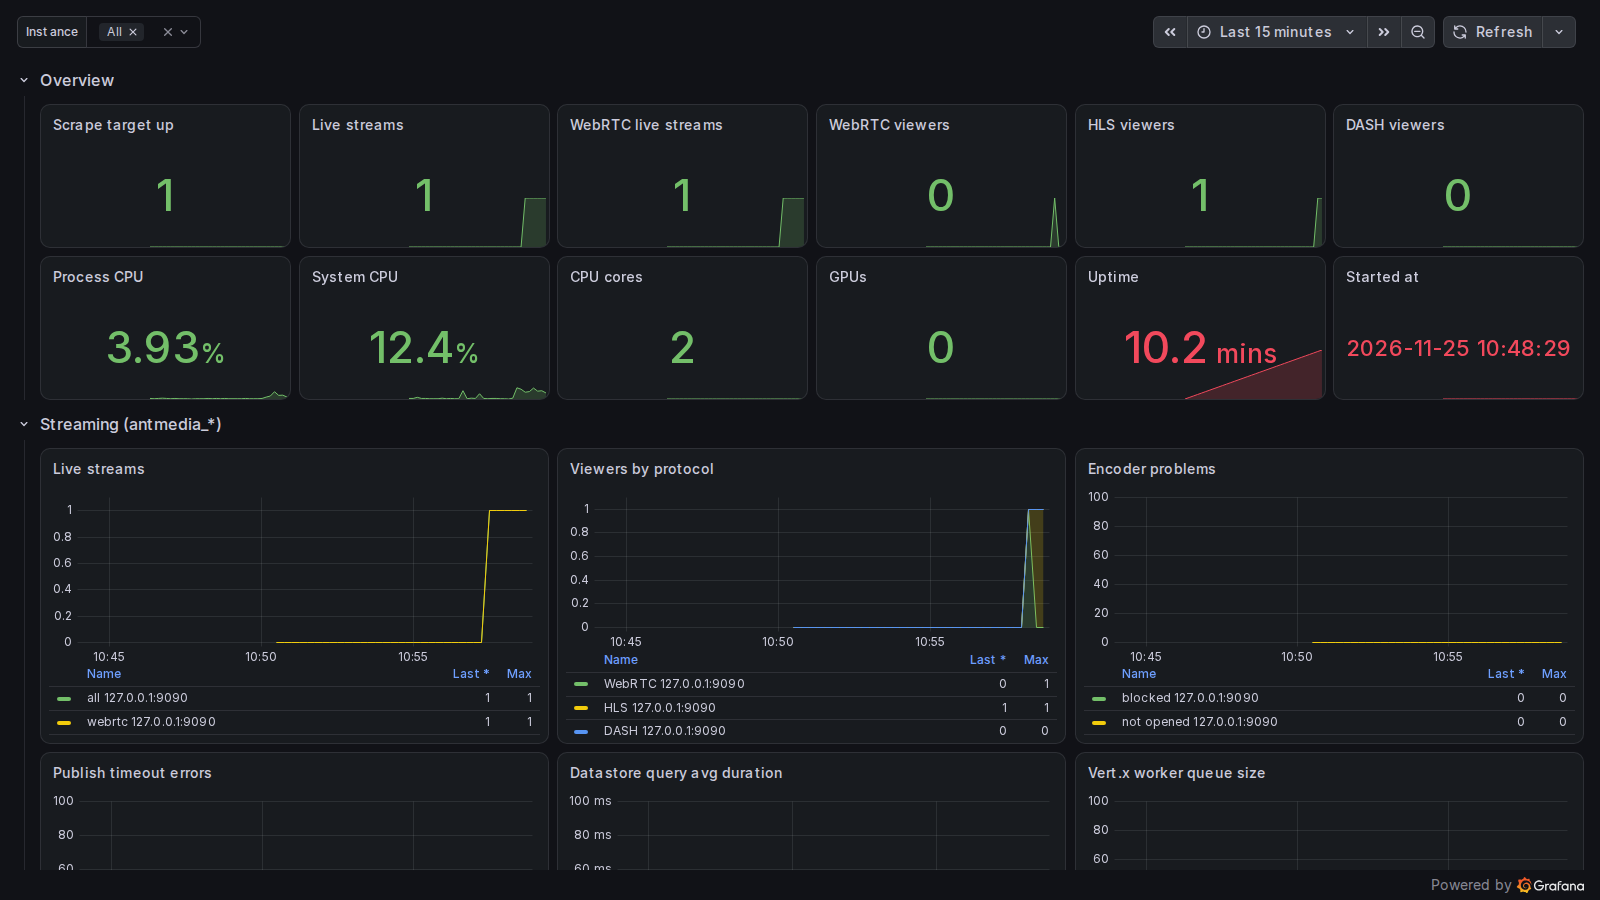 Instance All
Last 15 minutes
Refresh
Overview
Scrape target up
1
Live streams
1
WebRTC live streams
1
WebRTC viewers
0
HLS viewers
1
DASH viewers
0
Process CPU
3.93%
System CPU
12.4%
CPU cores
2
GPUs
0
Uptime
10.2 mins
Started at
2026-11-25 10:48:29
Streaming (antmedia_*)
Live streams
1
0.8
0.6
0.4
0.2
0
10:45 10:50 10:55
Name Last * Max
all 127.0.0.1:9090 1 1
webrtc 127.0.0.1:9090 1 1
Viewers by protocol
1
0.8
0.6
0.4
0.2
0
10:45 10:50 10:55
Name Last * Max
WebRTC 127.0.0.1:9090 0 1
HLS 127.0.0.1:9090 1 1
DASH 127.0.0.1:9090 0 0
Encoder problems
100
80
60
40
20
0
10:45 10:50 10:55
Name Last * Max
blocked 127.0.0.1:9090 0 0
not opened 127.0.0.1:9090 0 0
Publish timeout errors
100
80
60
Datastore query avg duration
100 ms
80 ms
60 ms
Vert.x worker queue size
100
80
60
Powered by Grafana